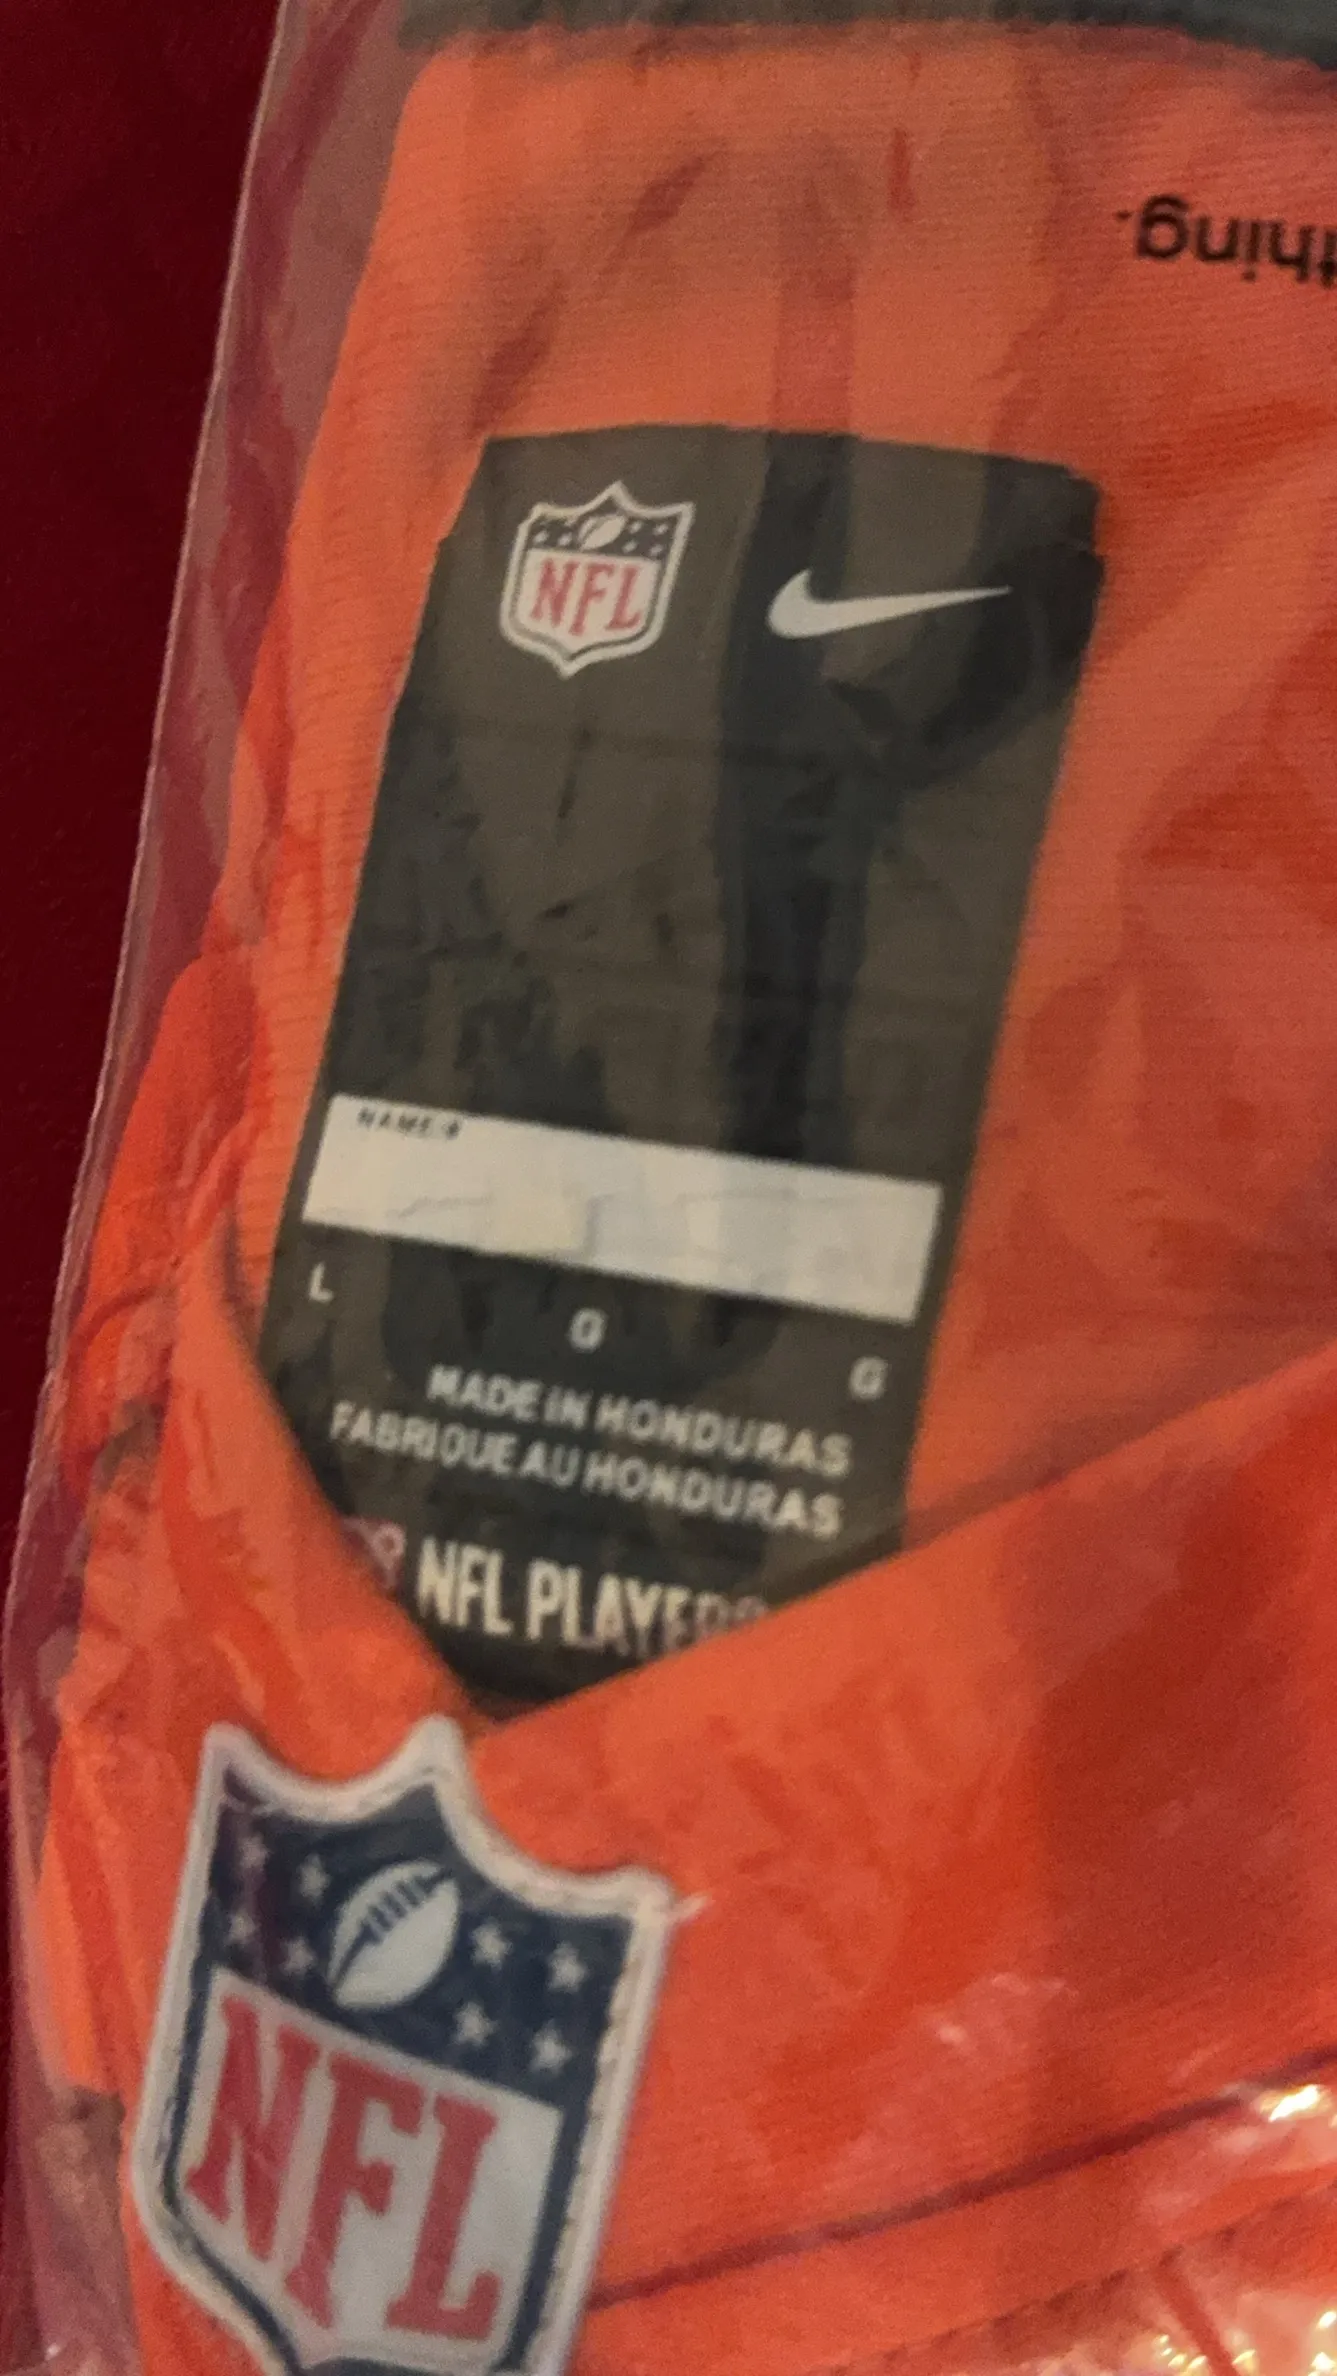 thing.
NFL
NAME/#
L G G
MADE IN HONDURAS
FABRIQUE AU HONDURAS
NFL PLAYERS
NFL